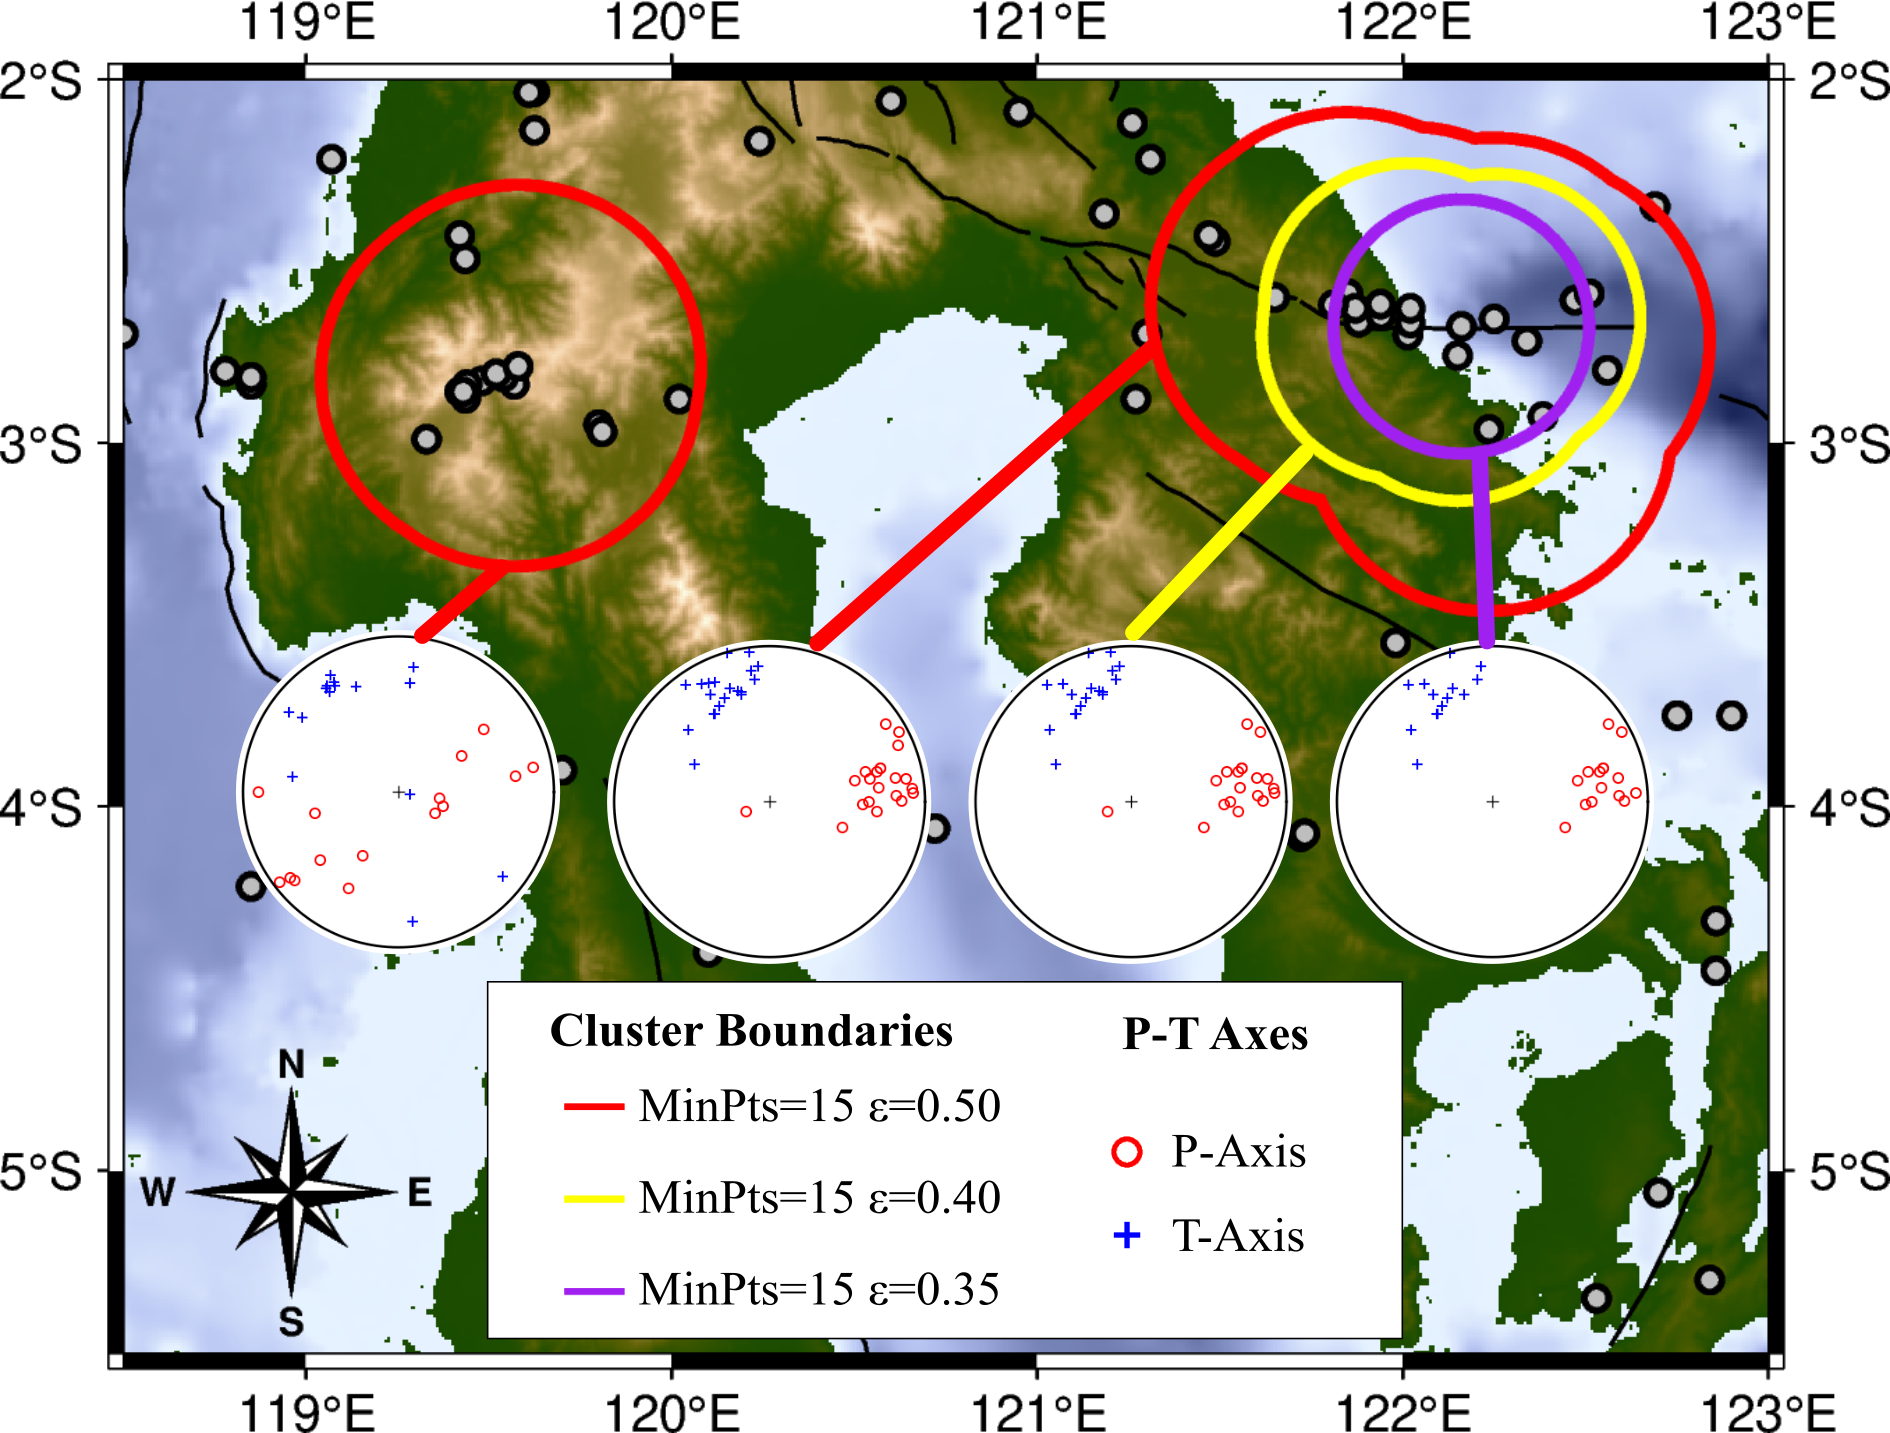 119°E 120°E 121°E 122°E 123°E
2°S 2°S
3°S 3°S
4°S 4°S
Cluster Boundaries P-T Axes
N
MinPts=15 ε=0.50
P-Axis
5°S 5°S
W E MinPts=15 ε=0.40
T-Axis
MinPts=15 ε=0.35
S
119°E 120°E 121°E 122°E 123°E